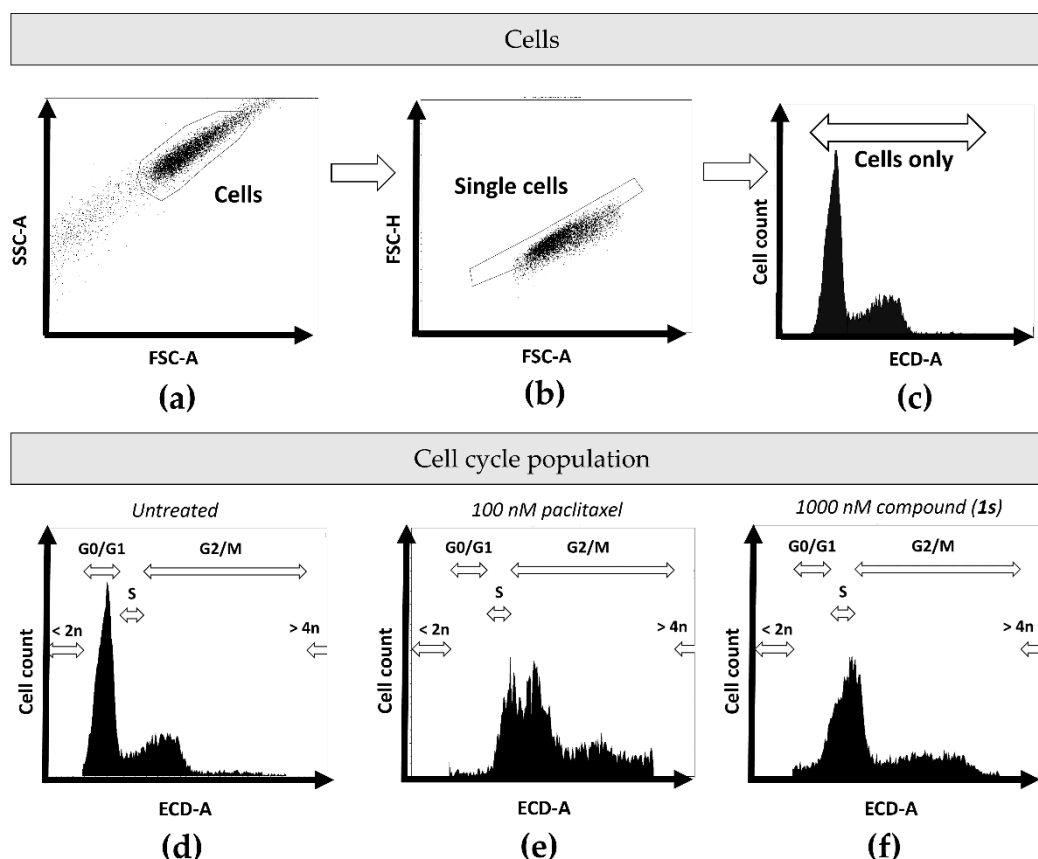 Cells
SSC-A
Cells
FSC-A
(a)
FSC-H
Single cells
FSC-A
(b)
Cell count
Cells only
ECD-A
(c)
Cell cycle population
Untreated
G0/G1
G2/M
S
< 2n
> 4n
Cell count
ECD-A
(d)
100 nM paclitaxel
G0/G1
G2/M
S
< 2n
> 4n
Cell count
ECD-A
(e)
1000 nM compound (1s)
G0/G1
G2/M
S
< 2n
> 4n
Cell count
ECD-A
(f)